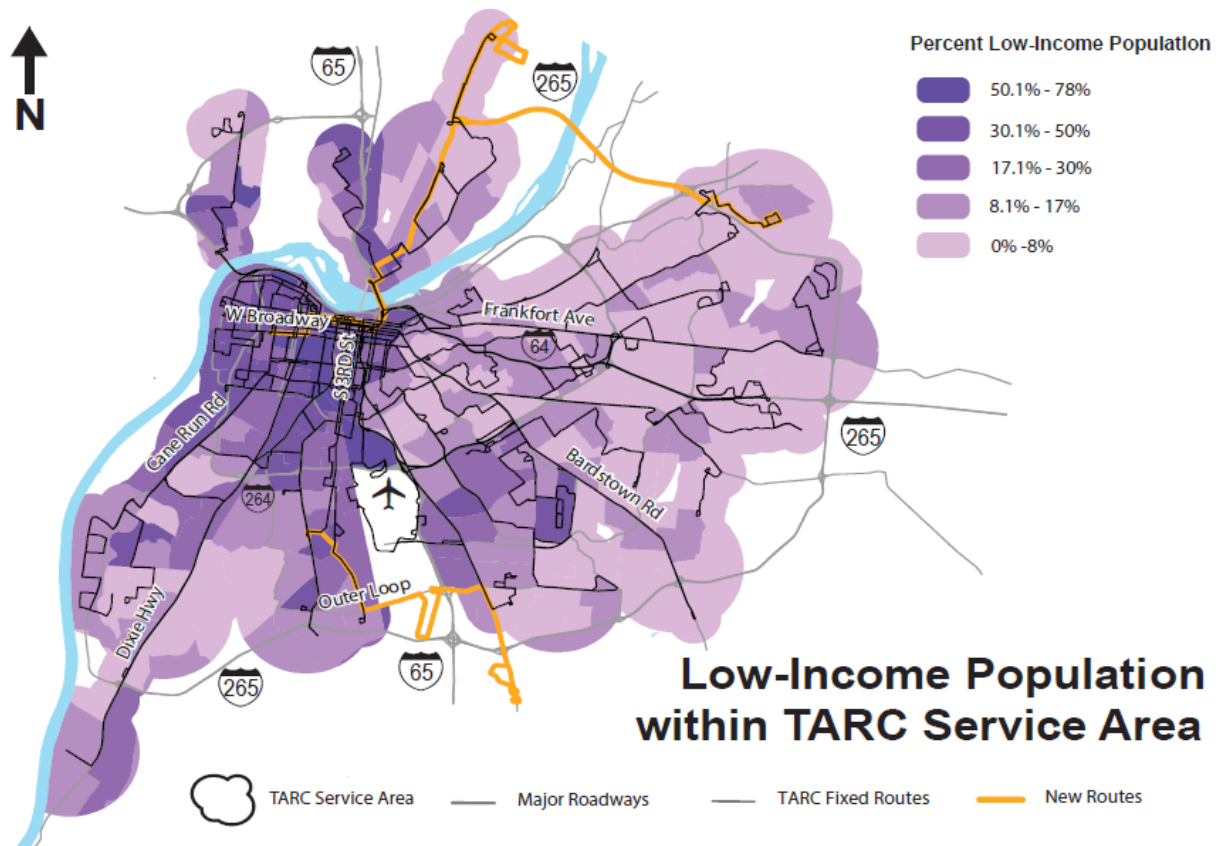 N
65
265
Percent Low-Income Population
50.1% - 78%
30.1% - 50%
17.1% - 30%
8.1% - 17%
0% -8%
W Broadway
Frankfort Ave
64
S 3RD St
Cane Run Rd
265
Bardstown Rd
264
Outer Loop
Dixie Hwy
65
265
Low-Income Population
within TARC Service Area
TARC Service Area
Major Roadways
TARC Fixed Routes
New Routes